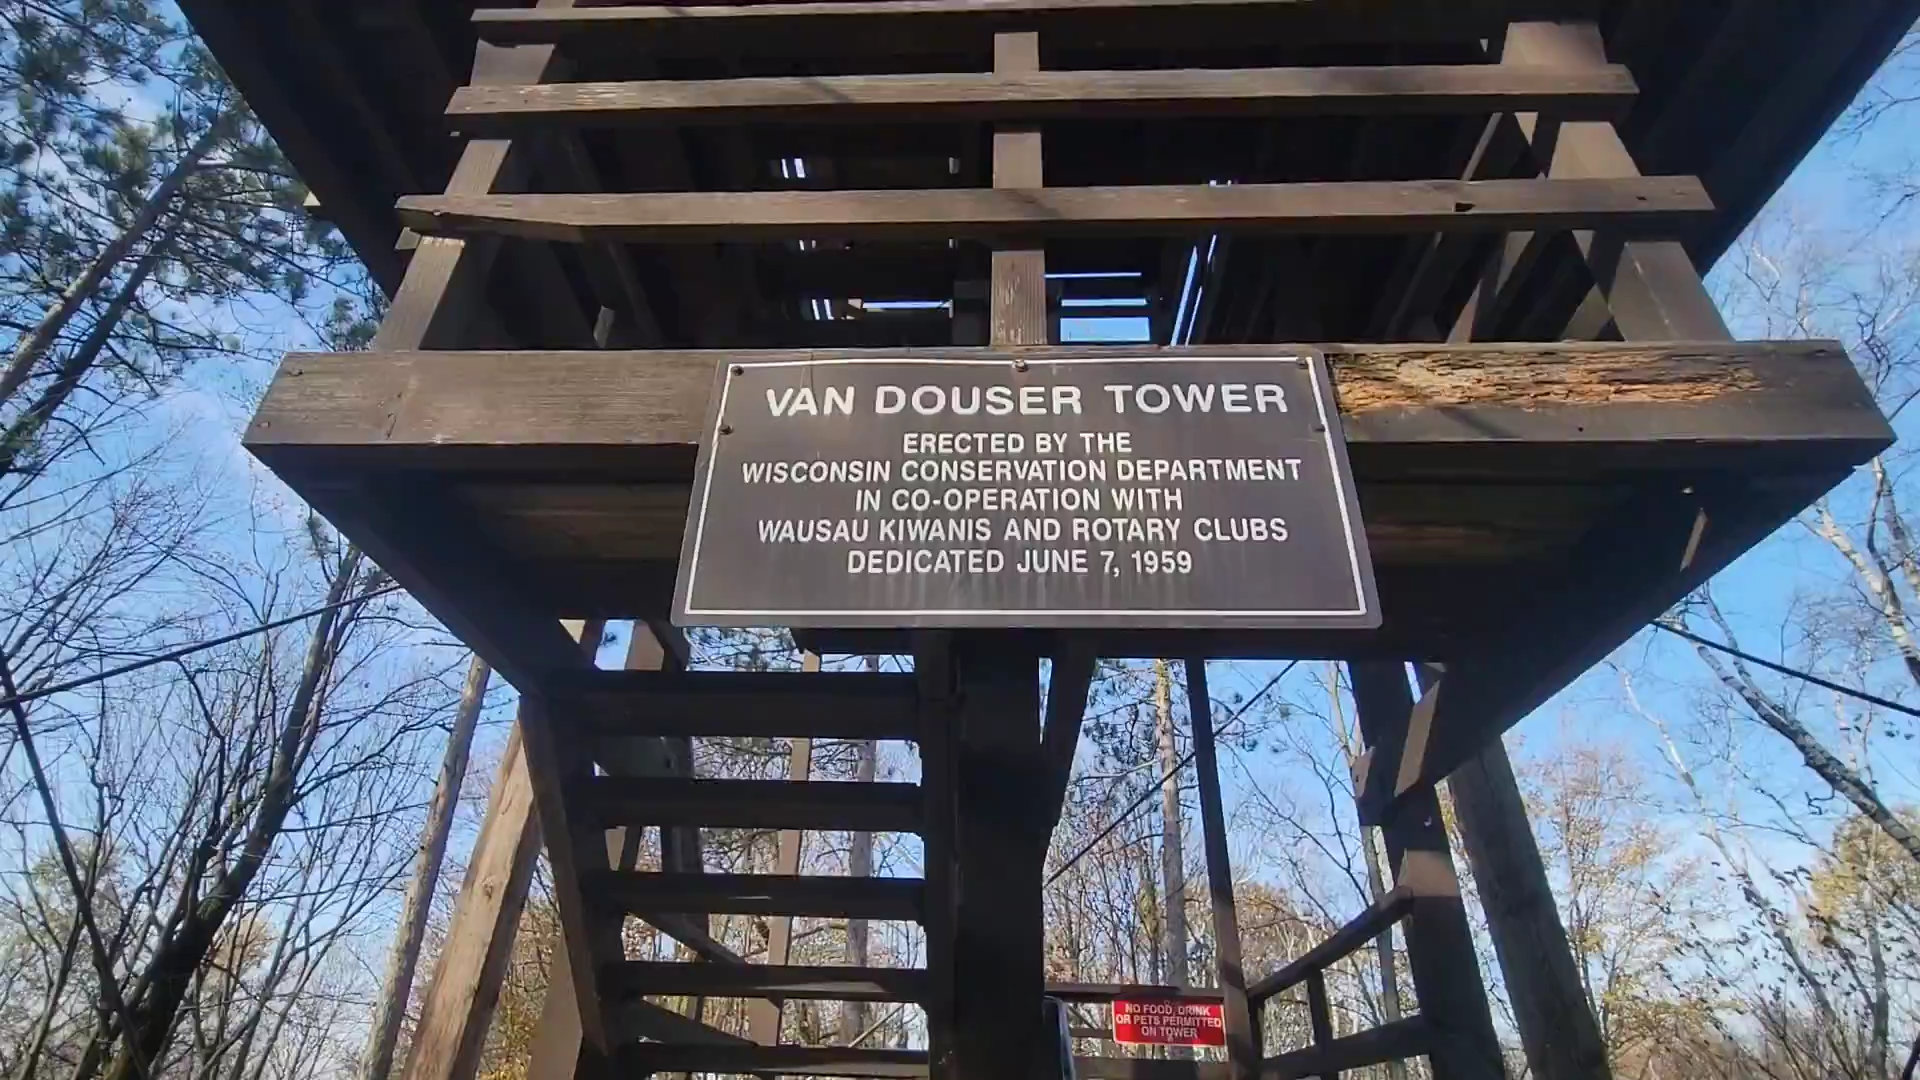 VAN DOUSER TOWER
ERECTED BY THE
WISCONSIN CONSERVATION DEPARTMENT
IN CO-OPERATION WITH
WAUSAU KIWANIS AND ROTARY CLUBS
DEDICATED JUNE 7, 1959
NO FOOD, DRINK
OR PETS PERMITTED
ON TOWER